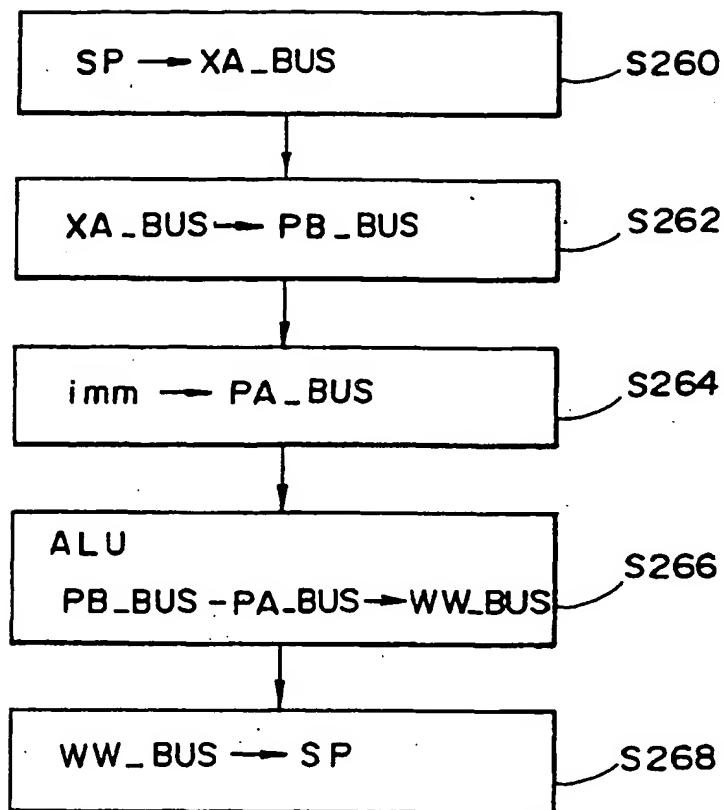 SP → XA_BUS
S260
XA_BUS → PB_BUS
S262
imm → PA_BUS
S264
ALU
PB_BUS - PA_BUS → WW_BUS
S266
WW_BUS → SP
S268